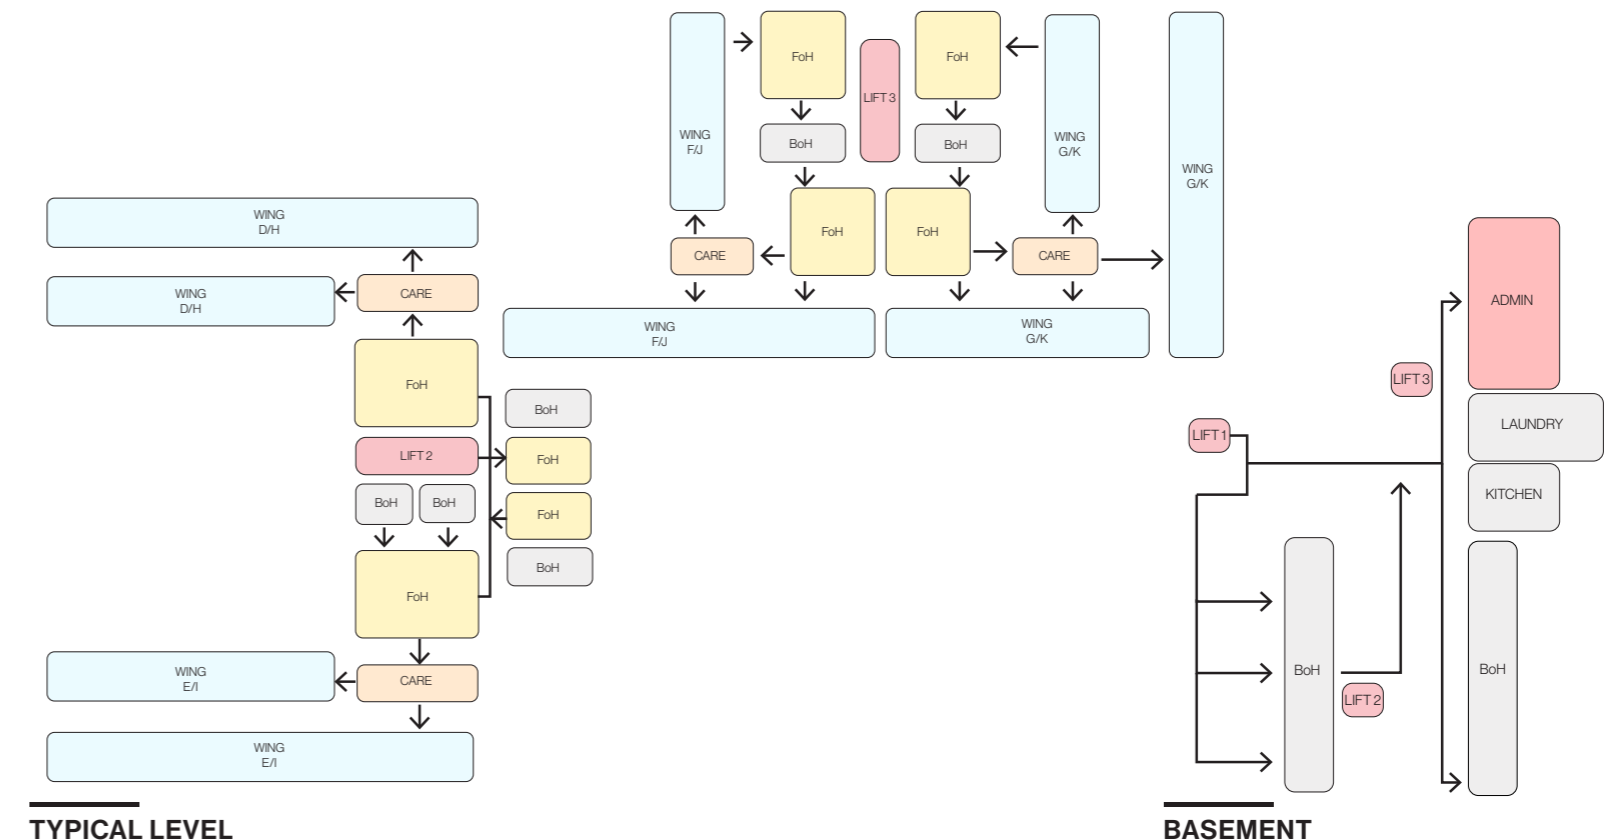 WING
D/H
WING
D/H
CARE
FoH
LIFT 2
BoH
BoH
FoH
CARE
WING
E/I
WING
E/I
BoH
FoH
FoH
BoH
WING
F/J
FoH
BoH
FoH
CARE
WING
F/J
LIFT 3
FoH
BoH
FoH
CARE
WING
G/K
WING
G/K
WING
G/K
TYPICAL LEVEL
LIFT 1
LIFT 3
ADMIN
LAUNDRY
KITCHEN
BoH
LIFT 2
BoH
BASEMENT